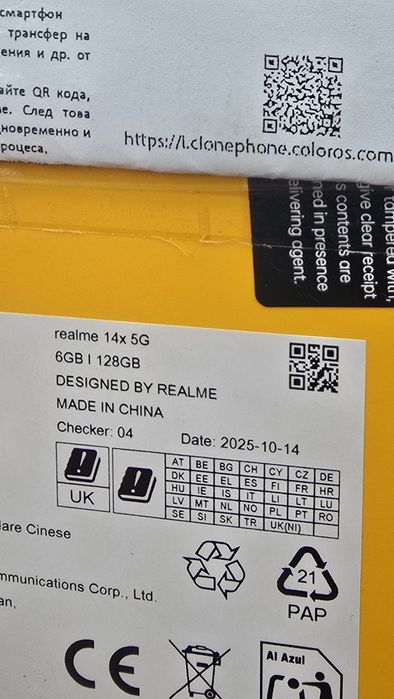 смартфон
трансфер на
ения и др. от
айте QR кода,
не. След това
дновременно и
роцеса.
https://i.clonephone.coloros.com
tampered with,
give clear receipt
s contents are
ned in presence
elivering agent.
realme 14x 5G
6GB | 128GB
DESIGNED BY REALME
MADE IN CHINA
Checker: 04
Date: 2025-10-14
UK
AT BE BG CH CY CZ DE
DK EE EL ES FI FR HR
HU IE IS IT LI LT LU
LV MT NL NO PL PT RO
SE SI SK TR UK(NI)
lare Cinese
mmunications Corp., Ltd.
an,
21
PAP
CE
Al Azul